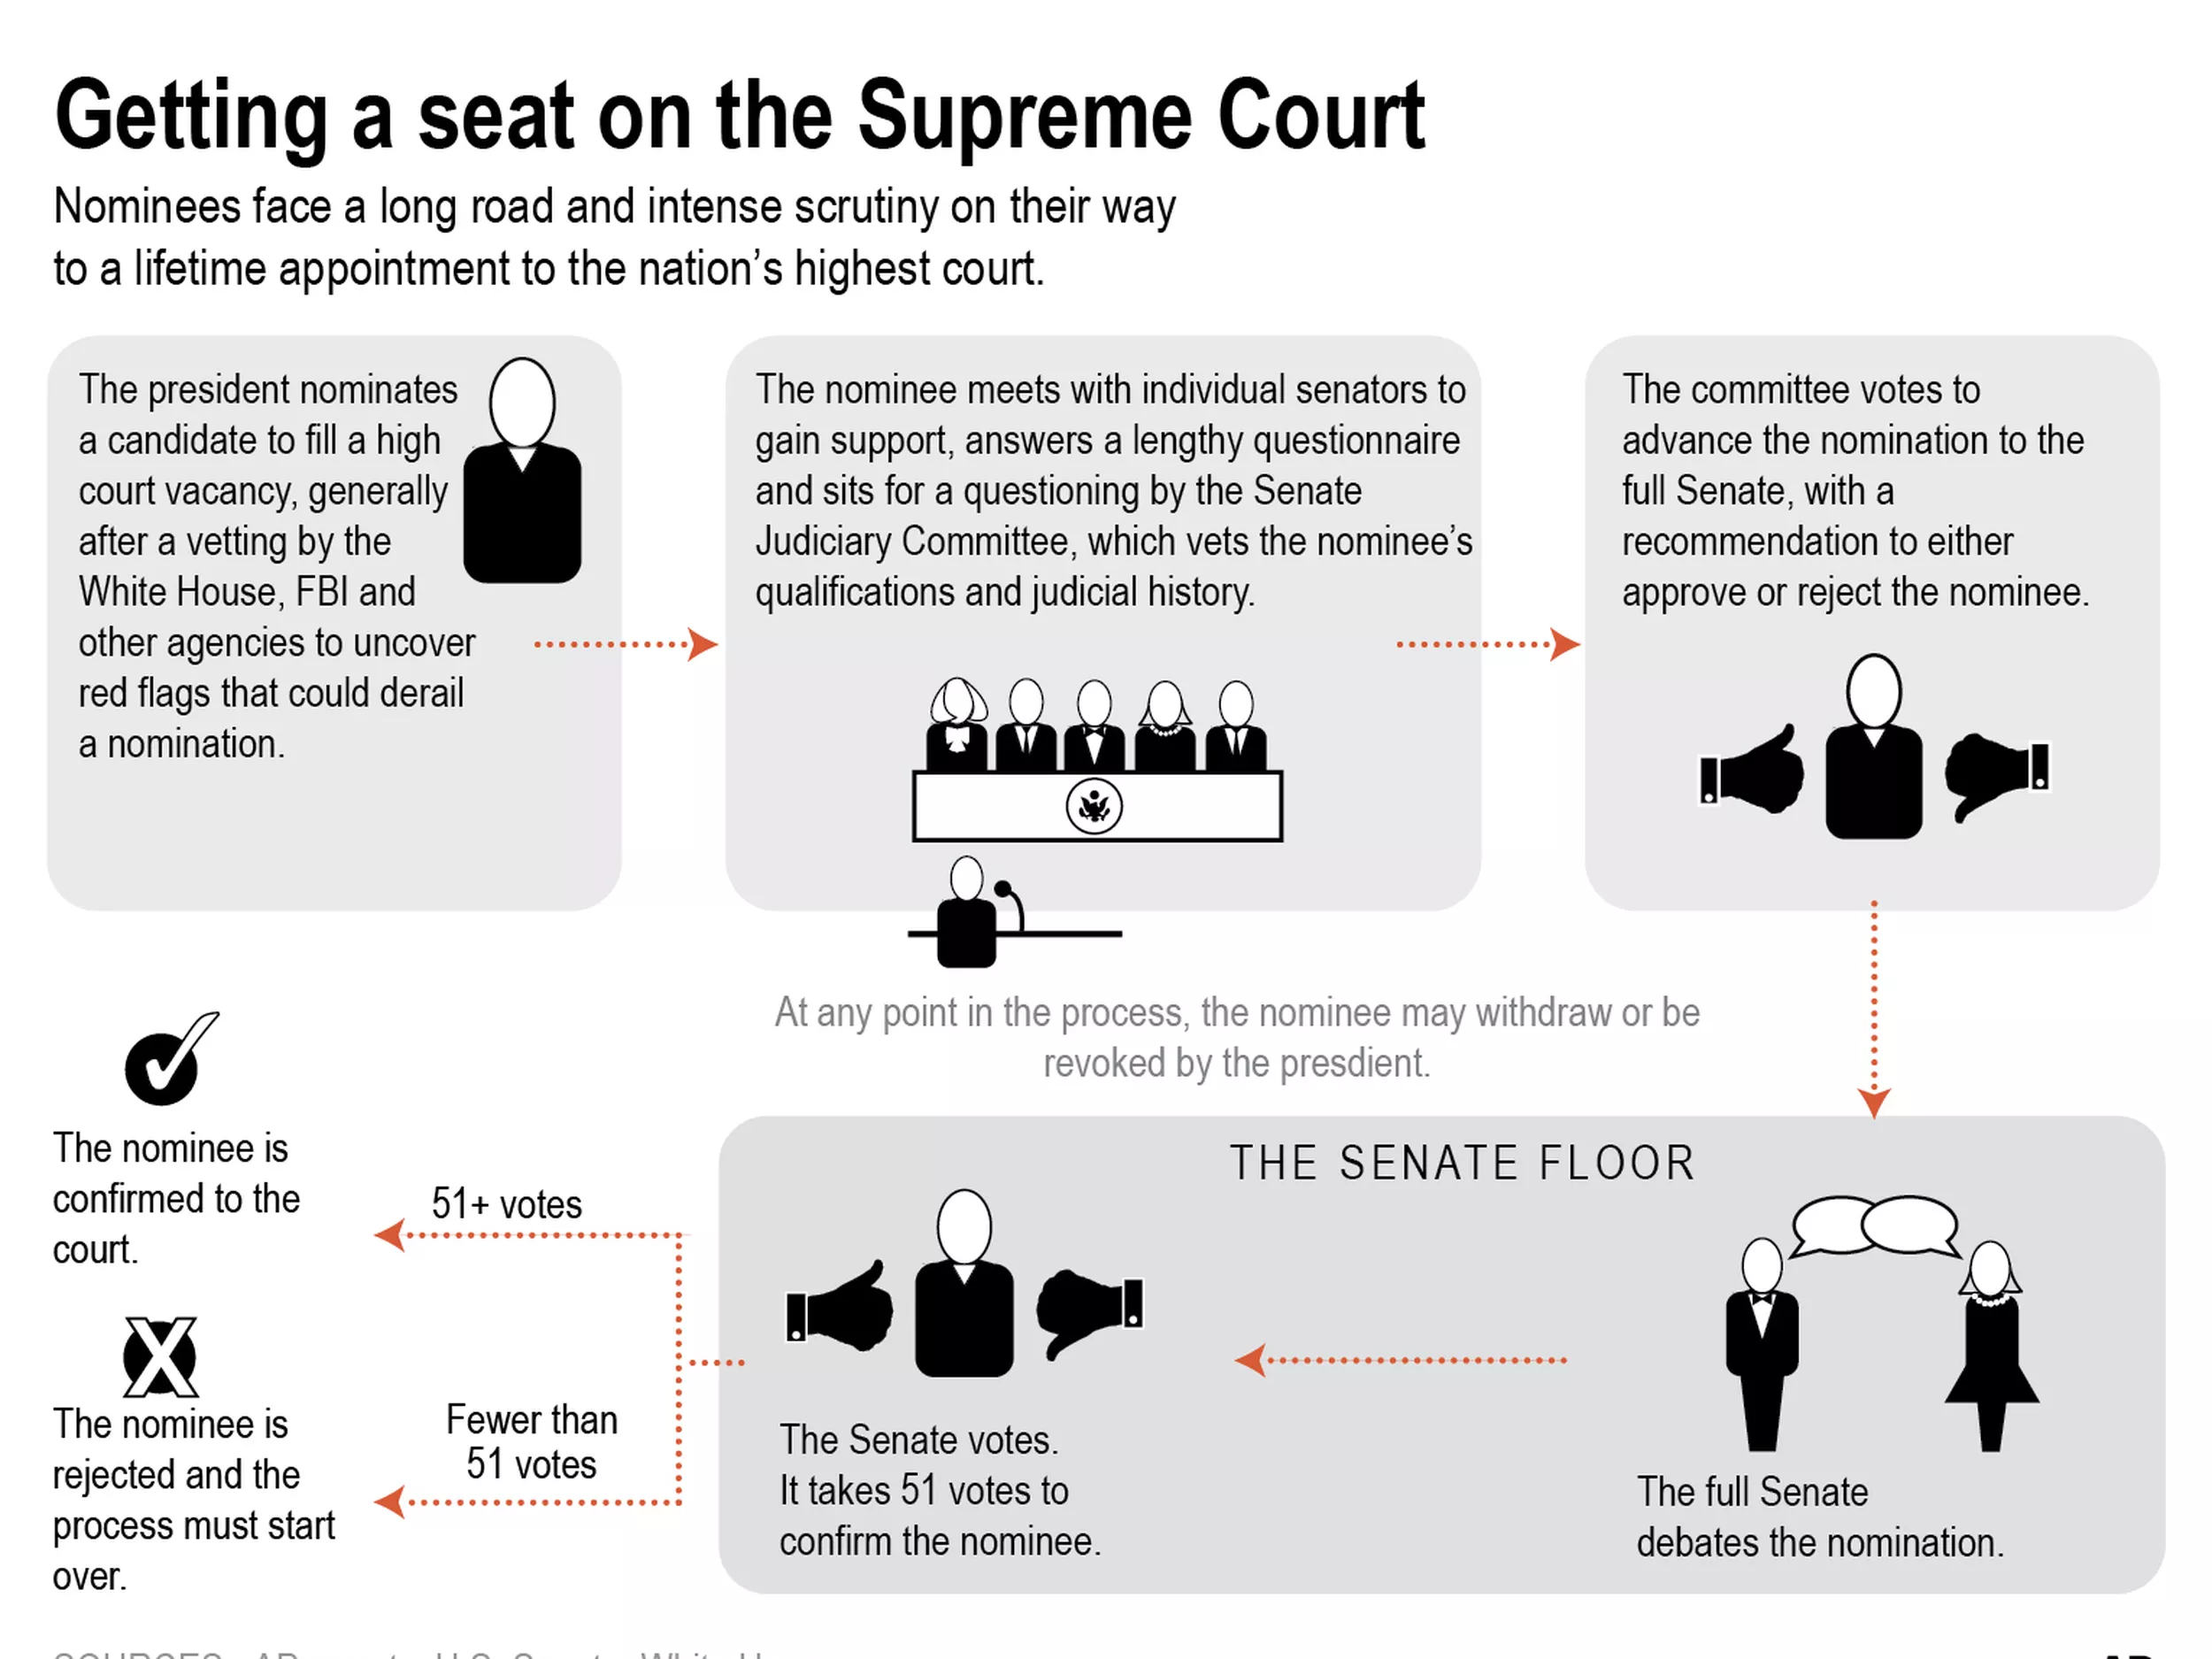 Getting a seat on the Supreme Court
Nominees face a long road and intense scrutiny on their way
to a lifetime appointment to the nation’s highest court.
The president nominates
a candidate to fill a high
court vacancy, generally
after a vetting by the
White House, FBI and
other agencies to uncover
red flags that could derail
a nomination.
The nominee meets with individual senators to
gain support, answers a lengthy questionnaire
and sits for a questioning by the Senate
Judiciary Committee, which vets the nominee’s
qualifications and judicial history.
The committee votes to
advance the nomination to the
full Senate, with a
recommendation to either
approve or reject the nominee.
At any point in the process, the nominee may withdraw or be
revoked by the presdient.
THE SENATE FLOOR
The full Senate
debates the nomination.
The Senate votes.
It takes 51 votes to
confirm the nominee.
51+ votes
The nominee is
confirmed to the
court.
Fewer than
51 votes
X
The nominee is
rejected and the
process must start
over.